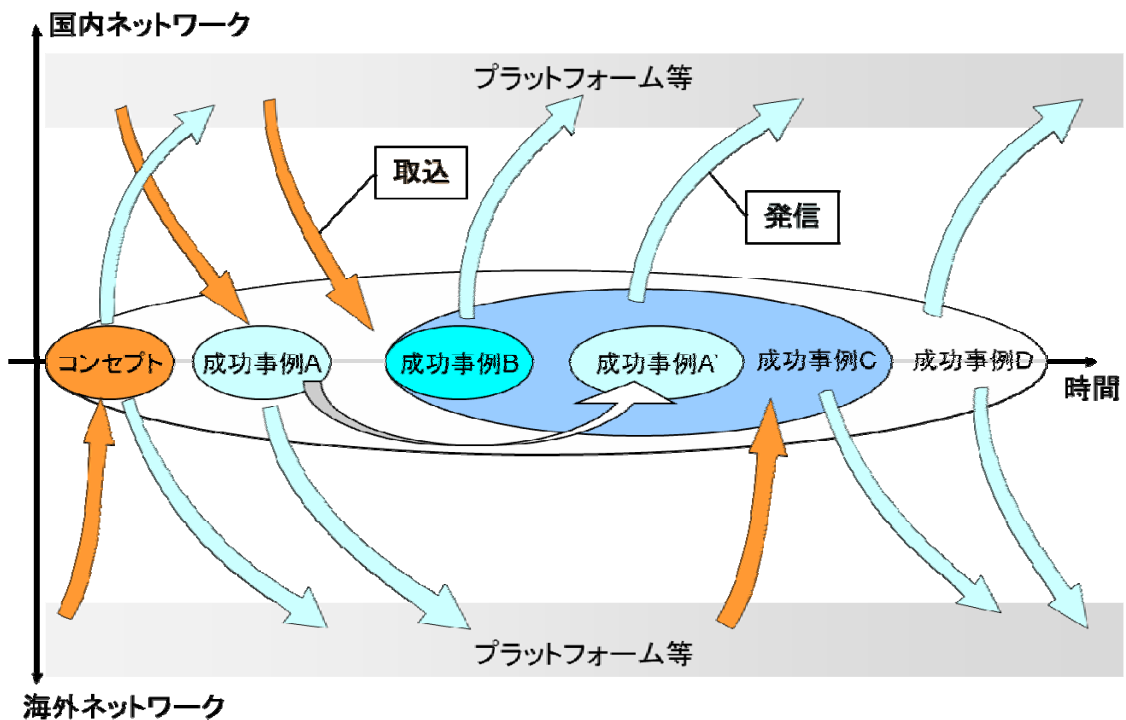 国内ネットワーク
プラットフォーム等
取込
発信
コンセプト
成功事例A
成功事例B
成功事例A'
成功事例C
成功事例D
時間
プラットフォーム等
海外ネットワーク